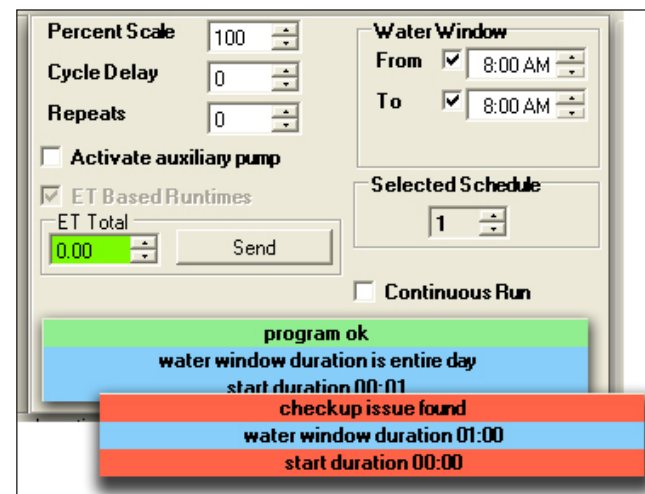 Percent Scale 100
Cycle Delay 0
Repeats 0
Activate auxiliary pump
ET Based Runtimes
ET Total
0.00 Send
Water Window
From 8:00 AM
To 8:00 AM
Selected Schedule
1
Continuous Run
program ok
water window duration is entire day
start duration 00:01
checkup issue found
water window duration 01:00
start duration 00:00